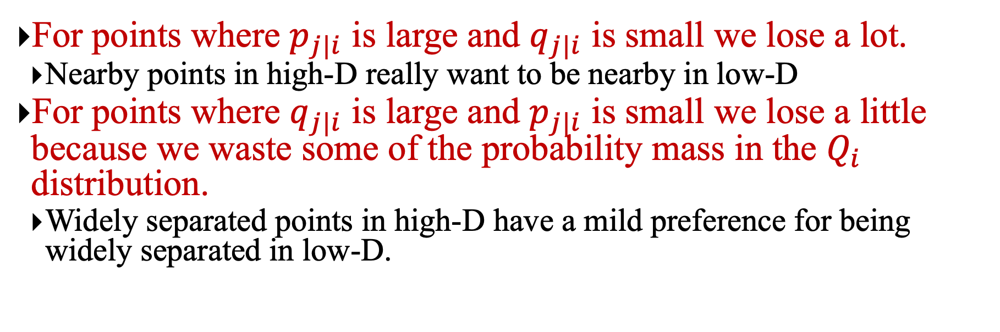 ▶For points where p_{j|i} is large and q_{j|i} is small we lose a lot.
▶Nearby points in high-D really want to be nearby in low-D
▶For points where q_{j|i} is large and p_{j|i} is small we lose a little
because we waste some of the probability mass in the Q_i
distribution.
▶Widely separated points in high-D have a mild preference for being
widely separated in low-D.